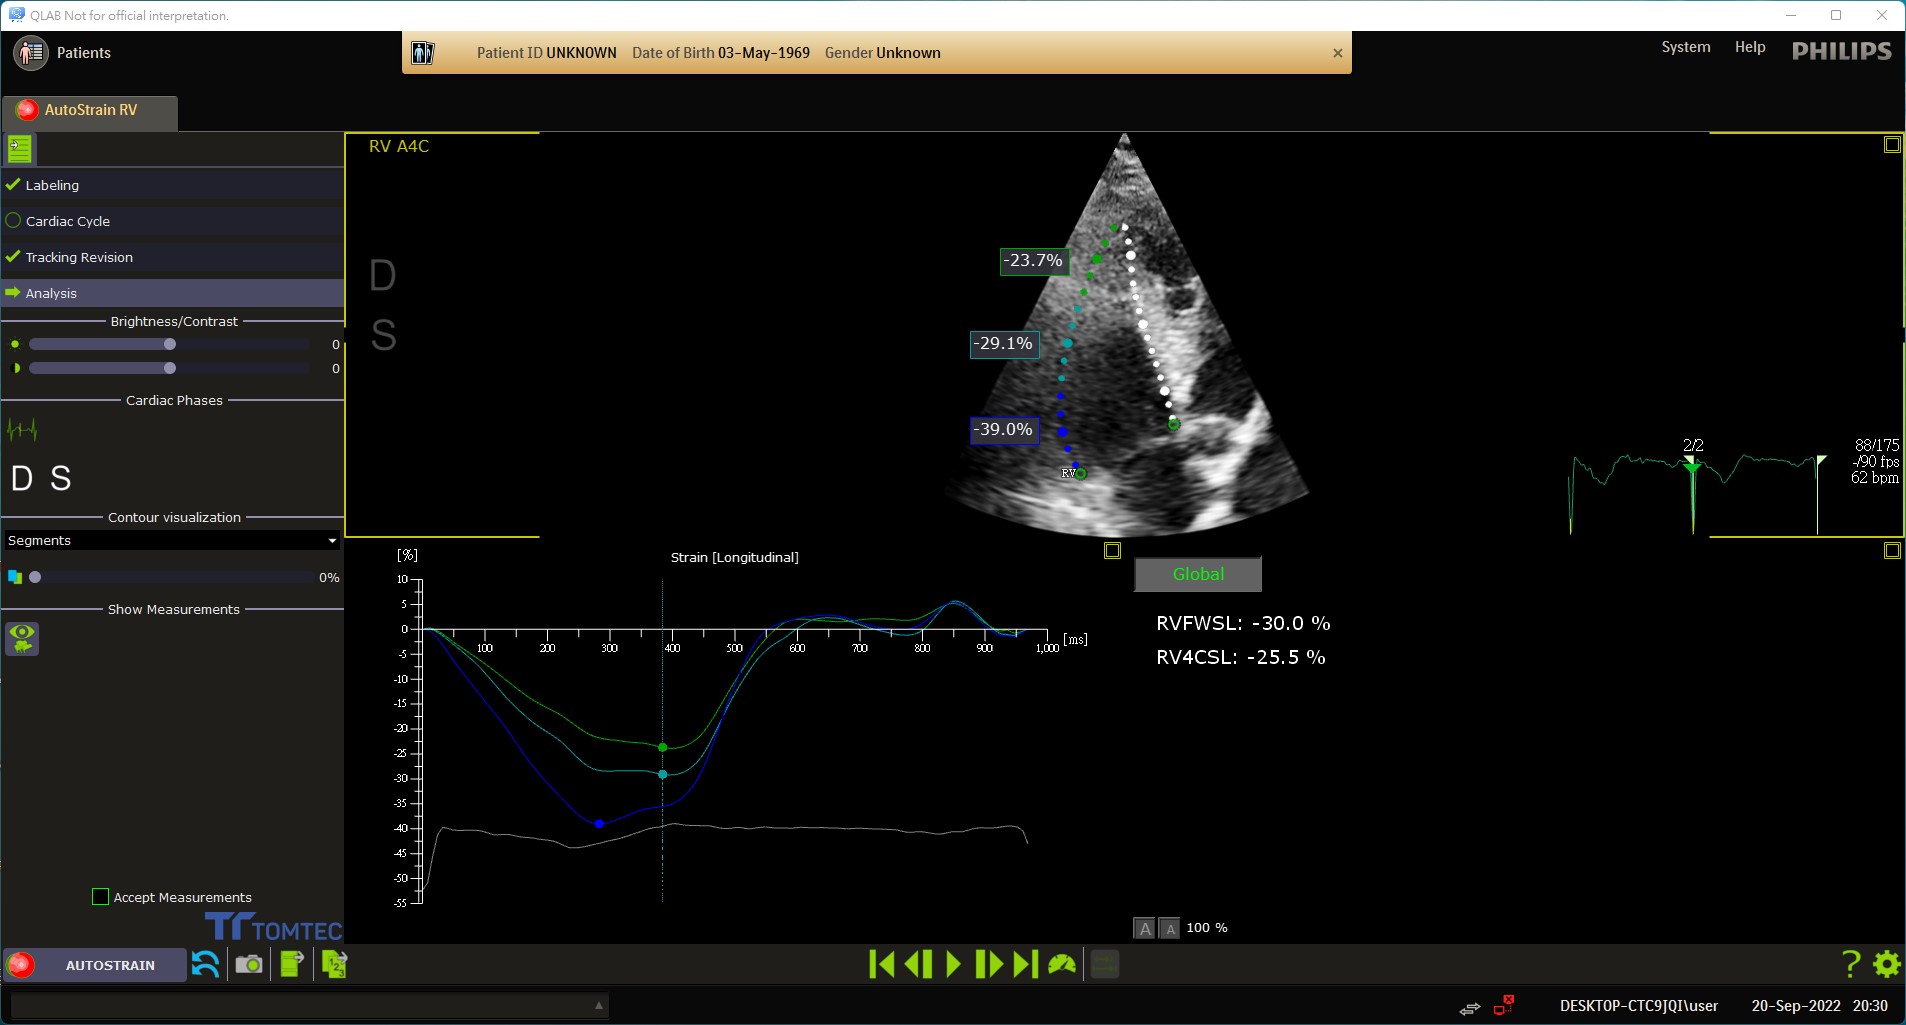 QLAB Not for official interpretation.
Patients
Patient ID UNKNOWN Date of Birth 03-May-1969 Gender Unknown
System Help PHILIPS
AutoStrain RV
Labeling
Cardiac Cycle
Tracking Revision
Analysis
Brightness/Contrast
0
0
Cardiac Phases
D S
Contour visualization
Segments
0%
Show Measurements
Accept Measurements
TOMTEC
RV A4C
D
S
-23.7%
-29.1%
-39.0%
RV
2/2
88/175
-/90 fps
62 bpm
[%]
Strain [Longitudinal]
10
5
0
-5
-10
-15
-20
-25
-30
-35
-40
-45
-50
-55
100 200 300 400 500 600 700 800 900 1,000 [ms]
Global
RVFWSL: -30.0 %
RV4CSL: -25.5 %
A A 100 %
AUTOSTRAIN
1 2 3
?
DESKTOP-CTC9JQI\user 20-Sep-2022 20:30